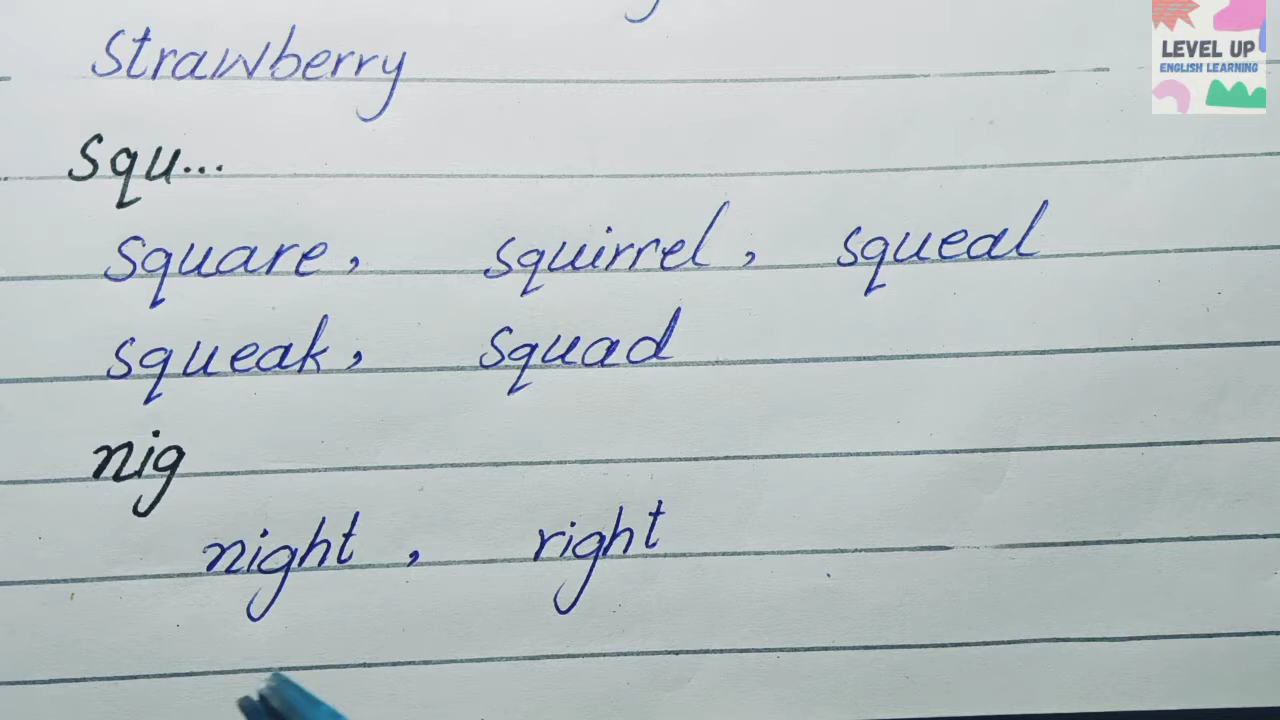 Strawberry
LEVEL UP
ENGLISH LEARNING
squ...
square, squirrel, squeal
squeak, squad
nig
night, right